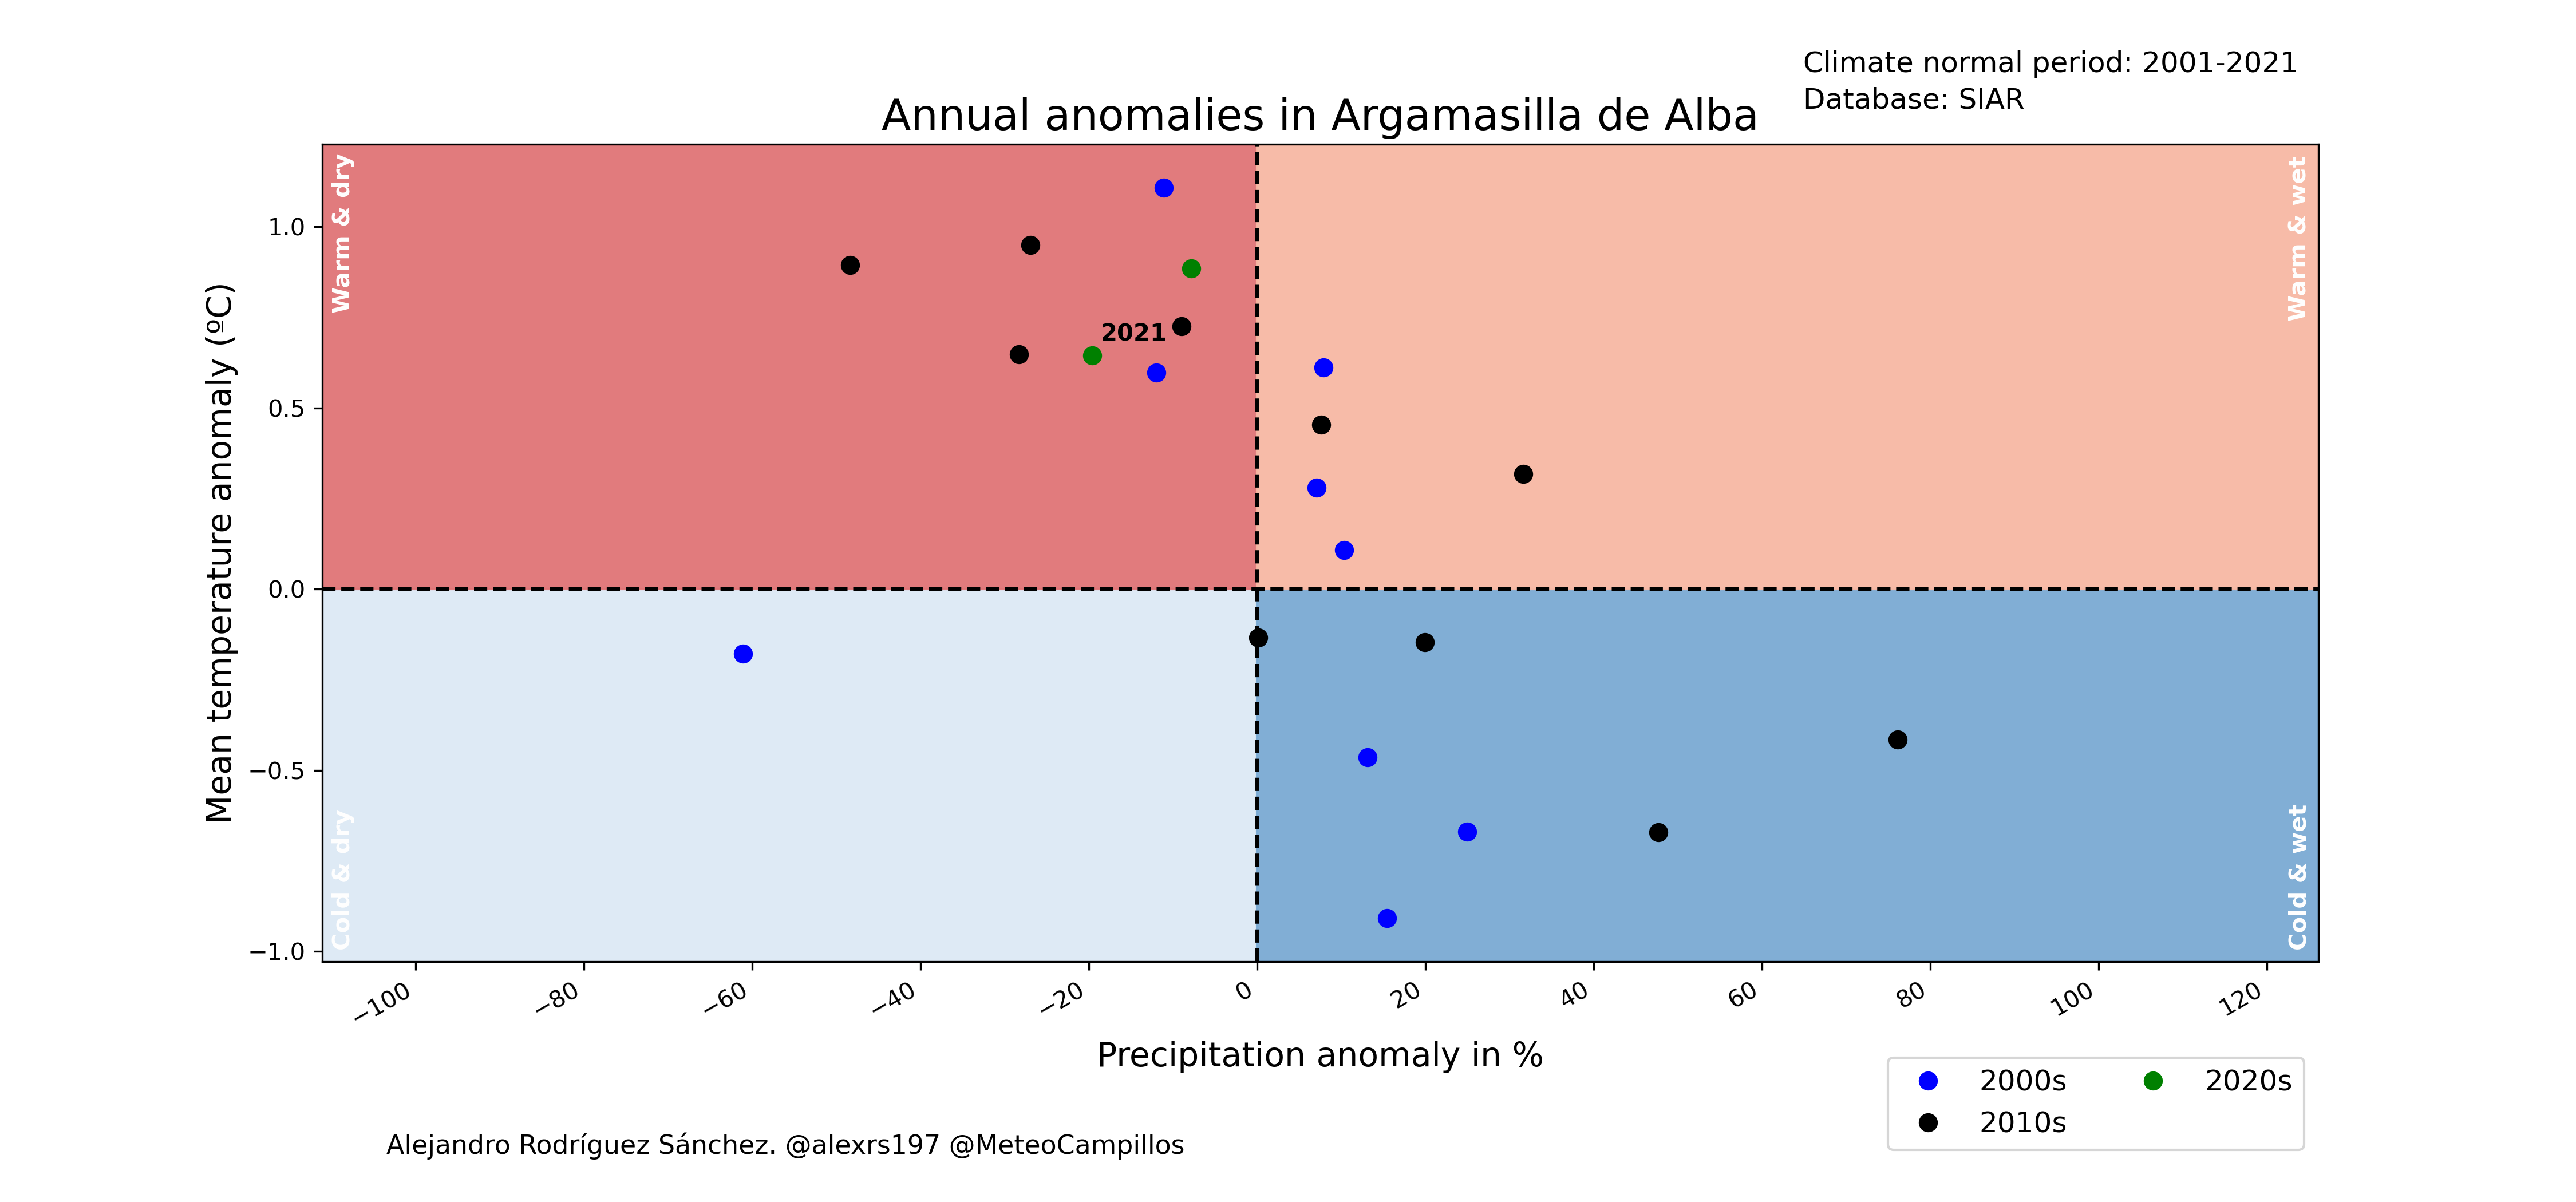 Climate normal period: 2001-2021
Database: SIAR
Annual anomalies in Argamasilla de Alba
Warm & dry
Warm & wet
Cold & dry
Cold & wet
2021
Mean temperature anomaly (ºC)
1.0
0.5
0.0
−0.5
−1.0
−100 −80 −60 −40 −20 0 20 40 60 80 100 120
Precipitation anomaly in %
2000s 2020s
2010s
Alejandro Rodríguez Sánchez. @alexrs197 @MeteoCampillos